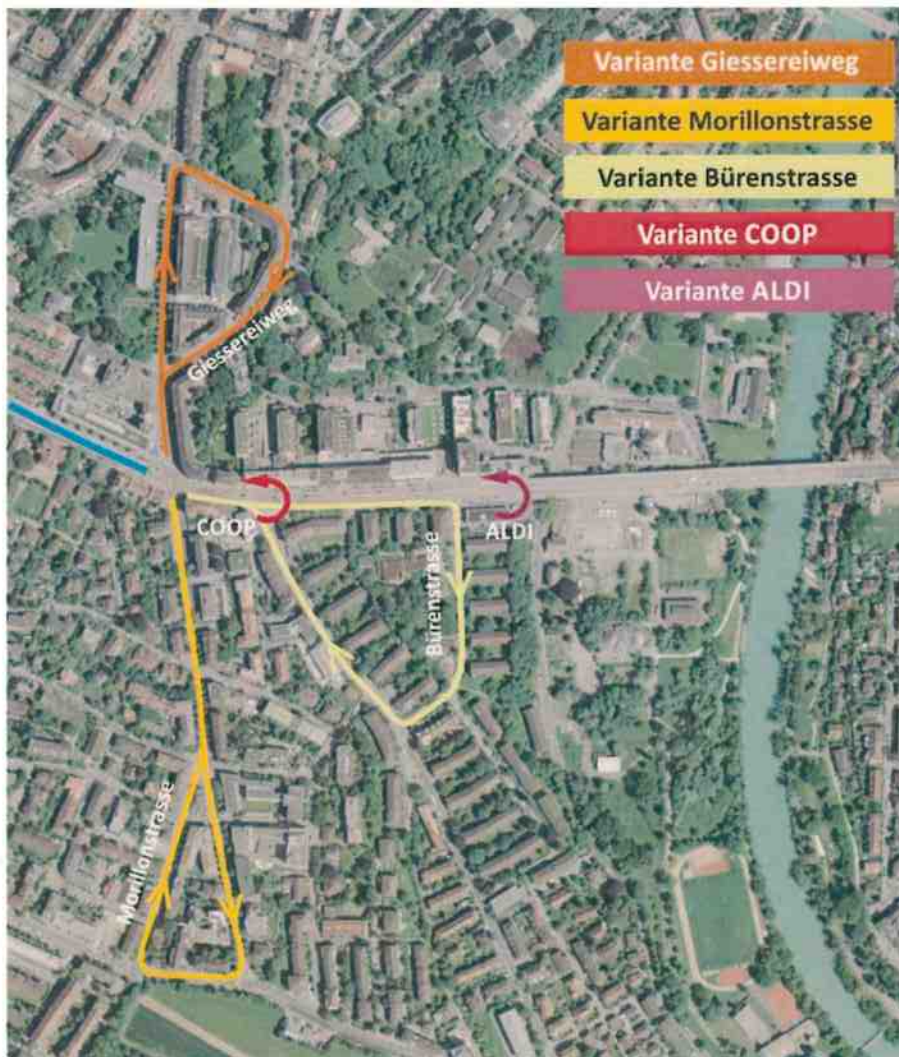 Variante Giessereiweg
Variante Morillonstrasse
Variante Bürenstrasse
Variante COOP
Variante ALDI
Giessereiweg
COOP
ALDI
Bürenstrasse
Morillonstrasse